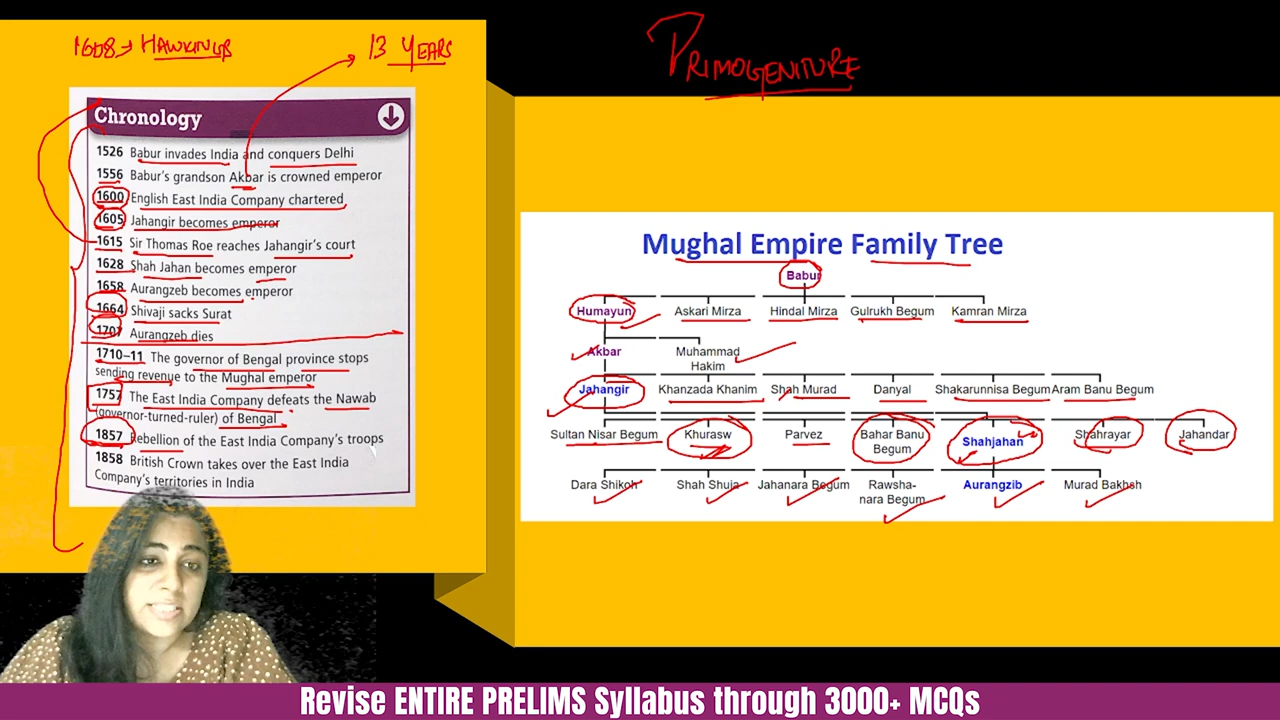 1608 → HAWKINGS
13 YEARS
PRIMOGENITURE
Chronology
1526 Babur invades India and conquers Delhi
1556 Babur's grandson Akbar is crowned emperor
1600 English East India Company chartered
1605 Jahangir becomes emperor
1615 Sir Thomas Roe reaches Jahangir's court
1628 Shah Jahan becomes emperor
1658 Aurangzeb becomes emperor
1664 Shivaji sacks Surat
1707 Aurangzeb dies
1710–11 The governor of Bengal province stops
sending revenue to the Mughal emperor
1757 The East India Company defeats the Nawab
(governor-turned-ruler) of Bengal
1857 Rebellion of the East India Company's troops
1858 British Crown takes over the East India
Company's territories in India
Mughal Empire Family Tree
Babur
Humayun Askari Mirza Hindal Mirza Gulrukh Begum Kamran Mirza
Akbar Muhammad
Hakim
Jahangir Khanzada Khanim Shah Murad Danyal Shakarunnisa Begum Aram Banu Begum
Sultan Nisar Begum Khurasw Parvez Bahar Banu
Begum Shahjahan Shahrayar Jahandar
Dara Shikoh Shah Shuja Jahanara Begum Rawsha-
nara Begum Aurangzib Murad Bakhsh
Revise ENTIRE PRELIMS Syllabus through 3000+ MCQs